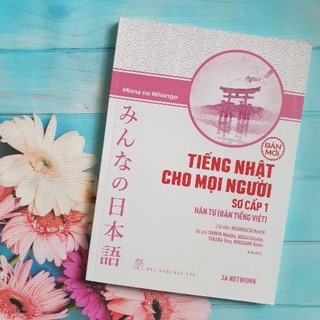 Minna no Nihongo
みんなの日本語
BẢN MỚI
TIẾNG NHẬT
CHO MỌI NGƯỜI
SƠ CẤP 1
HÁN TỰ (BẢN TIẾNG VIỆT)
3A NETWORK